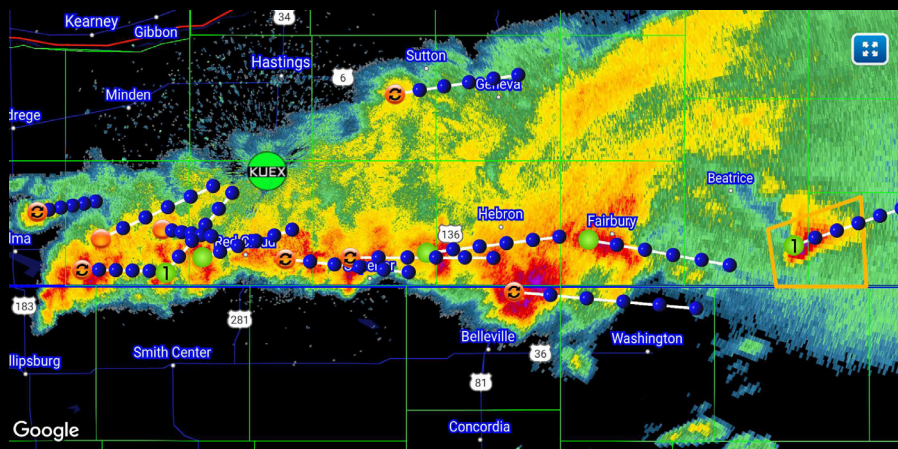 Kearney
34
Gibbon
Sutton
Hastings
6
Geneva
Minden
drege
KUEX
Beatrice
Hebron
136
Fairbury
lma
1
1
183
281
Belleville
36
Washington
Smith Center
llipsburg
81
Concordia
Google